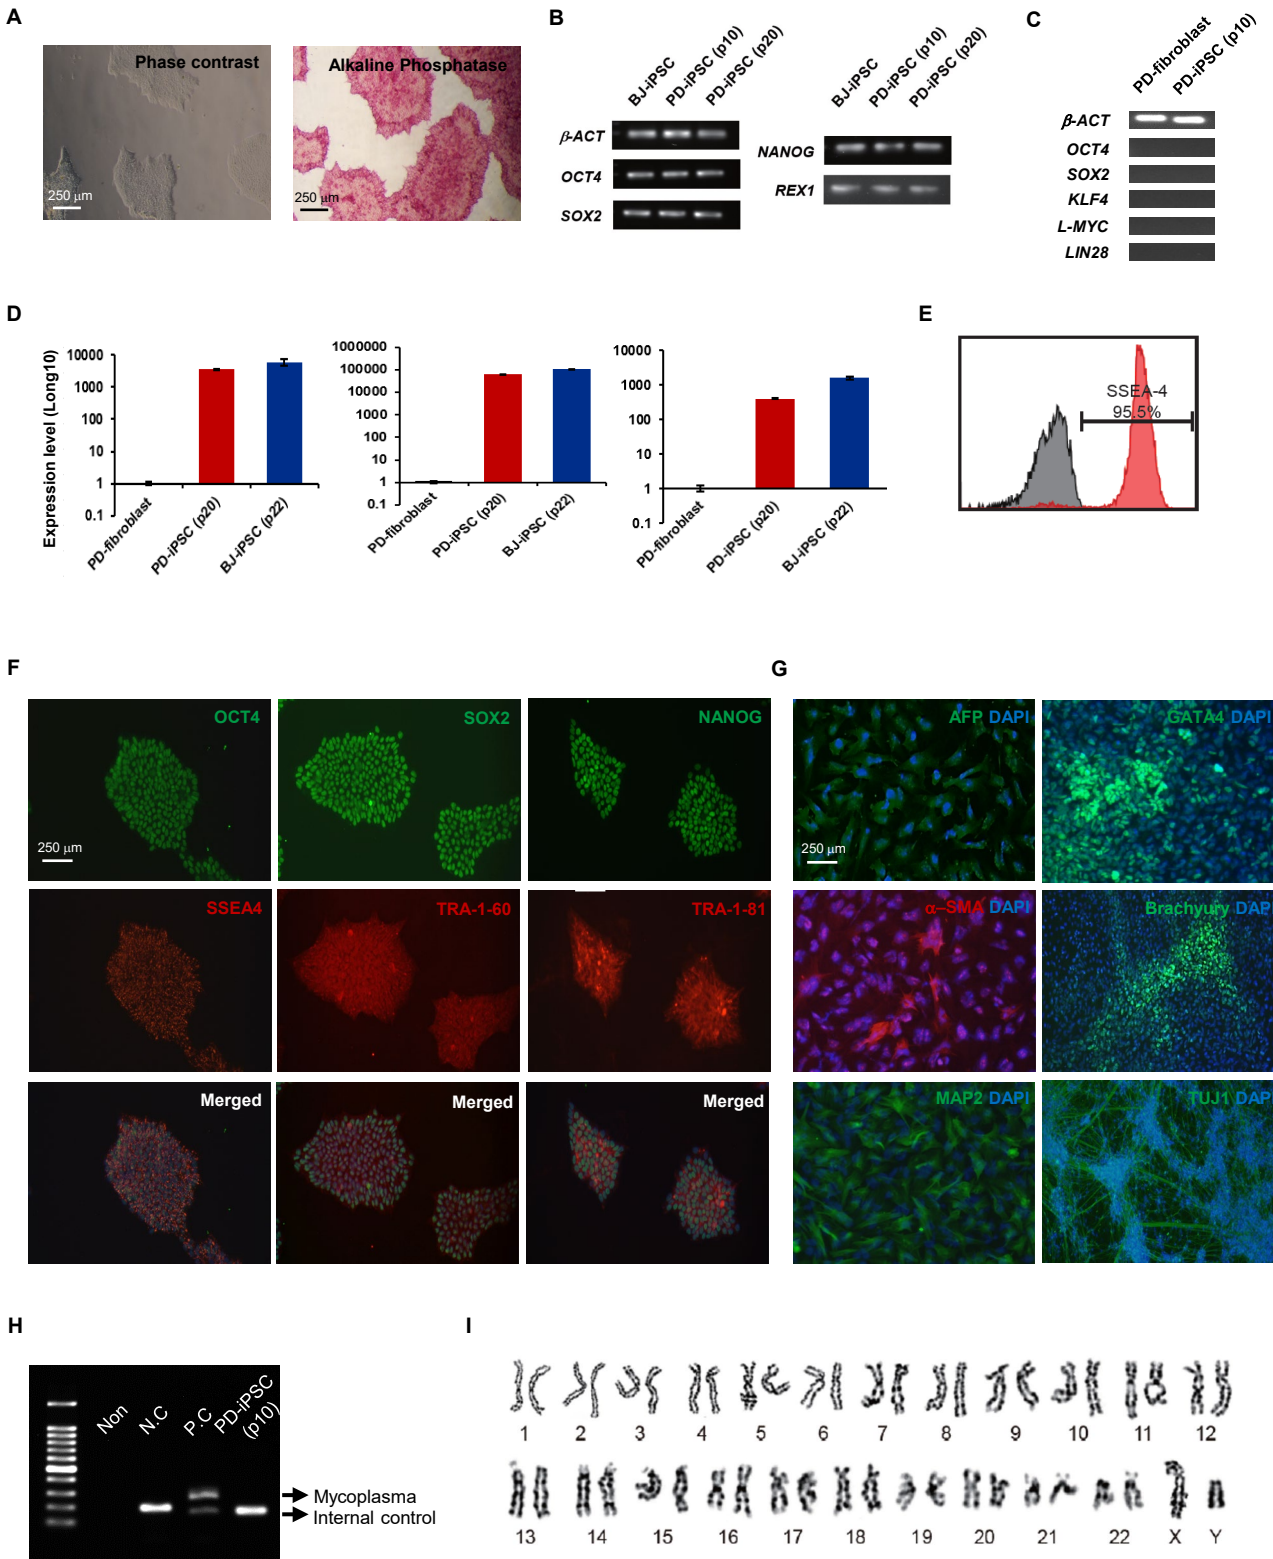 A
Phase contrast
250 μm
Alkaline Phosphatase
250 μm
B
BJ-iPSC
PD-iPSC (p10)
PD-iPSC (p20)
β-ACT
OCT4
SOX2
BJ-iPSC
PD-iPSC (p10)
PD-iPSC (p20)
NANOG
REX1
C
PD-fibroblast
PD-iPSC (p10)
β-ACT
OCT4
SOX2
KLF4
L-MYC
LIN28
D
Expression level (Long10)
10000
1000
100
10
1
0.1
PD-fibroblast
PD-iPSC (p20)
BJ-iPSC (p22)
1000000
100000
10000
1000
100
10
1
0.1
PD-fibroblast
PD-iPSC (p20)
BJ-iPSC (p22)
10000
1000
100
10
1
0.1
PD-fibroblast
PD-iPSC (p20)
BJ-iPSC (p22)
E
SSEA-4
95.5%
F
OCT4
250 μm
SOX2
NANOG
SSEA4
TRA-1-60
TRA-1-81
Merged
Merged
Merged
G
AFP DAPI
250 μm
GATA4 DAPI
α–SMA DAPI
Brachyury DAP
MAP2 DAPI
TUJ1 DAP
H
Non
N.C
P.C
PD-iPSC
(p10)
Mycoplasma
Internal control
I
1 2 3 4 5 6 7 8 9 10 11 12
13 14 15 16 17 18 19 20 21 22 X Y